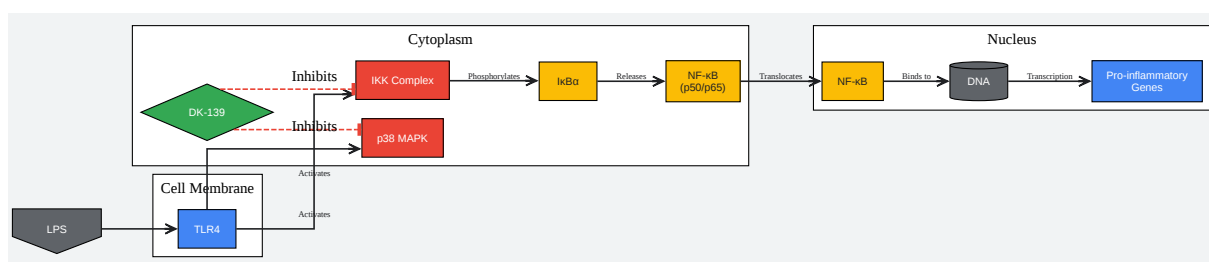 Cytoplasm
Nucleus
Inhibits
IKK Complex
Phosphorylates
IκBα
Releases
NF-κB
(p50/p65)
Translocates
NF-κB
Binds to
DNA
Transcription
Pro-inflammatory
Genes
DK-139
Inhibits
p38 MAPK
Activates
Cell Membrane
Activates
LPS
TLR4